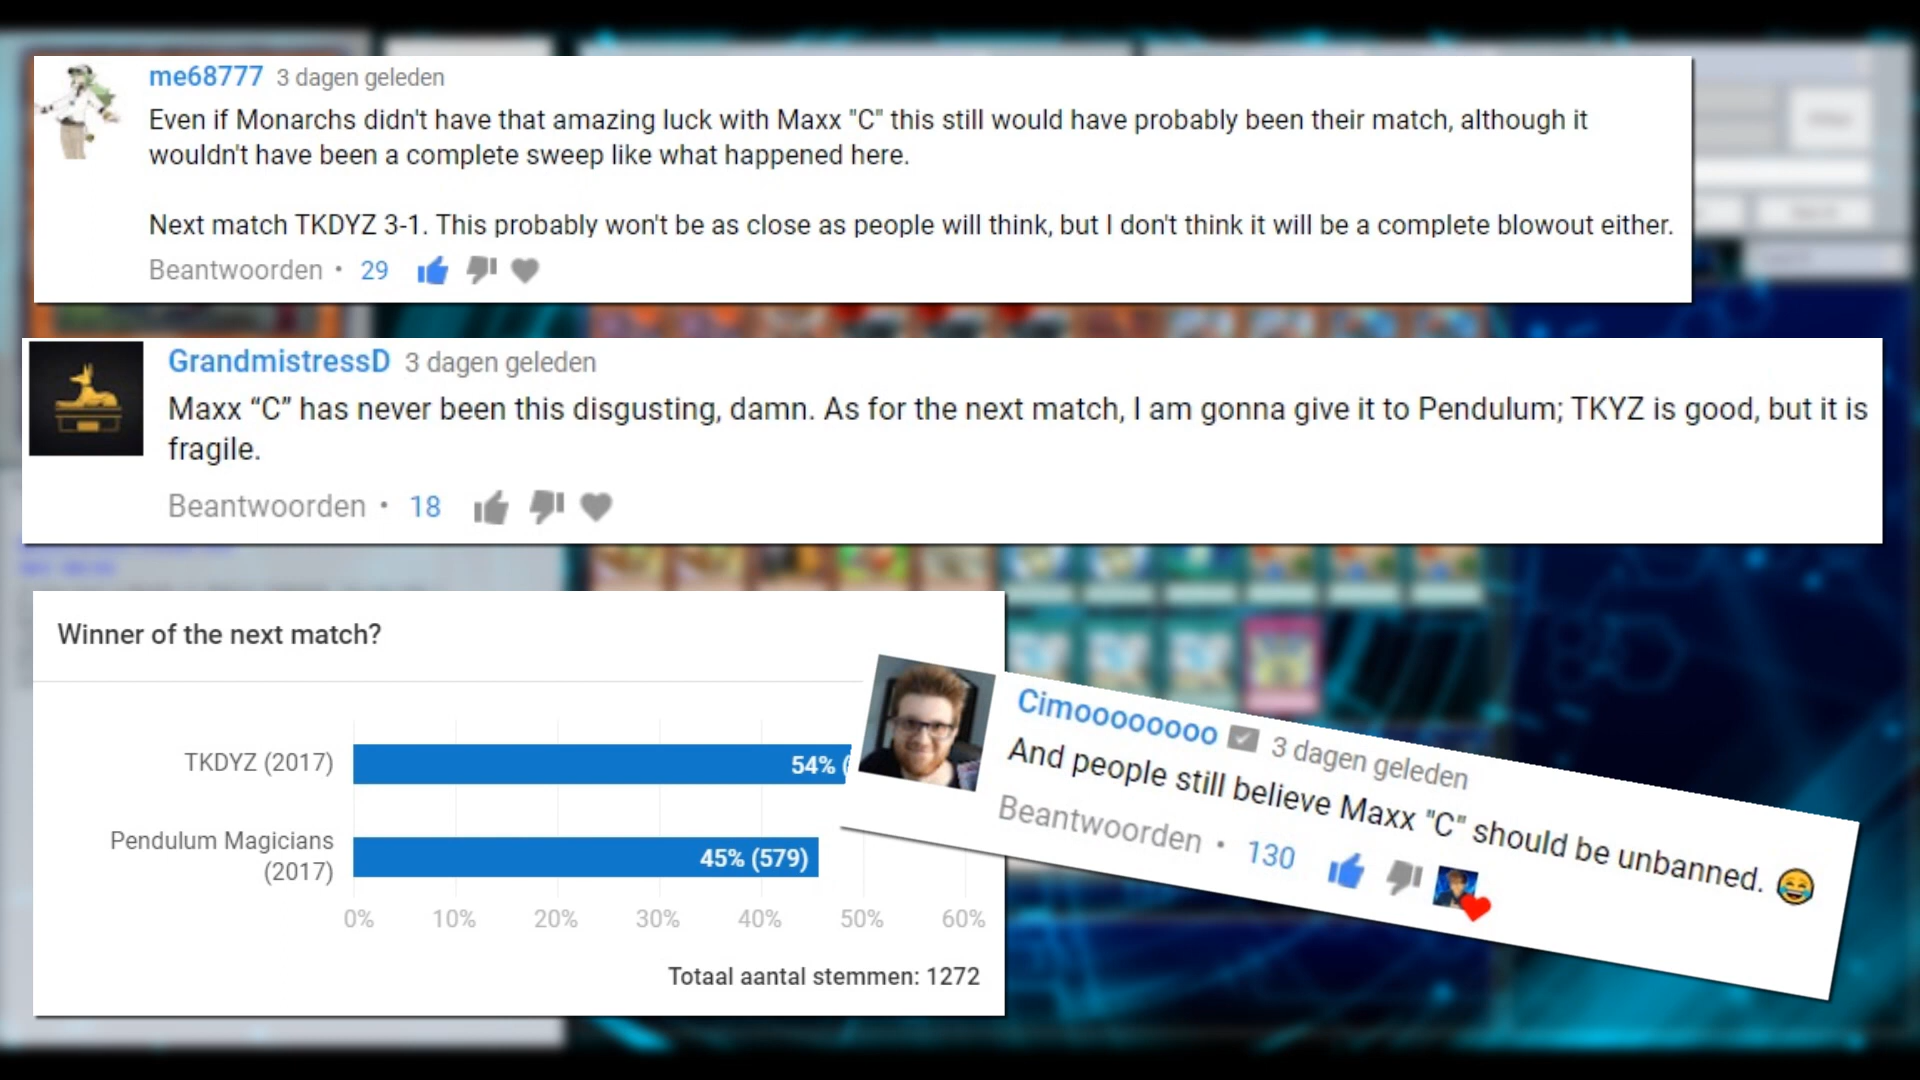 me68777 3 dagen geleden
Even if Monarchs didn't have that amazing luck with Maxx "C" this still would have probably been their match, although it
wouldn't have been a complete sweep like what happened here.
Next match TKDYZ 3-1. This probably won't be as close as people will think, but I don't think it will be a complete blowout either.
Beantwoorden • 29
GrandmistressD 3 dagen geleden
Maxx “C” has never been this disgusting, damn. As for the next match, I am gonna give it to Pendulum; TKYZ is good, but it is
fragile.
Beantwoorden • 18
Winner of the next match?
TKDYZ (2017)
54% (
Pendulum Magicians
(2017)
45% (579)
0% 10% 20% 30% 40% 50% 60%
Totaal aantal stemmen: 1272
Cimoooooooo 3 dagen geleden
And people still believe Maxx "C" should be unbanned. 😂
Beantwoorden • 130